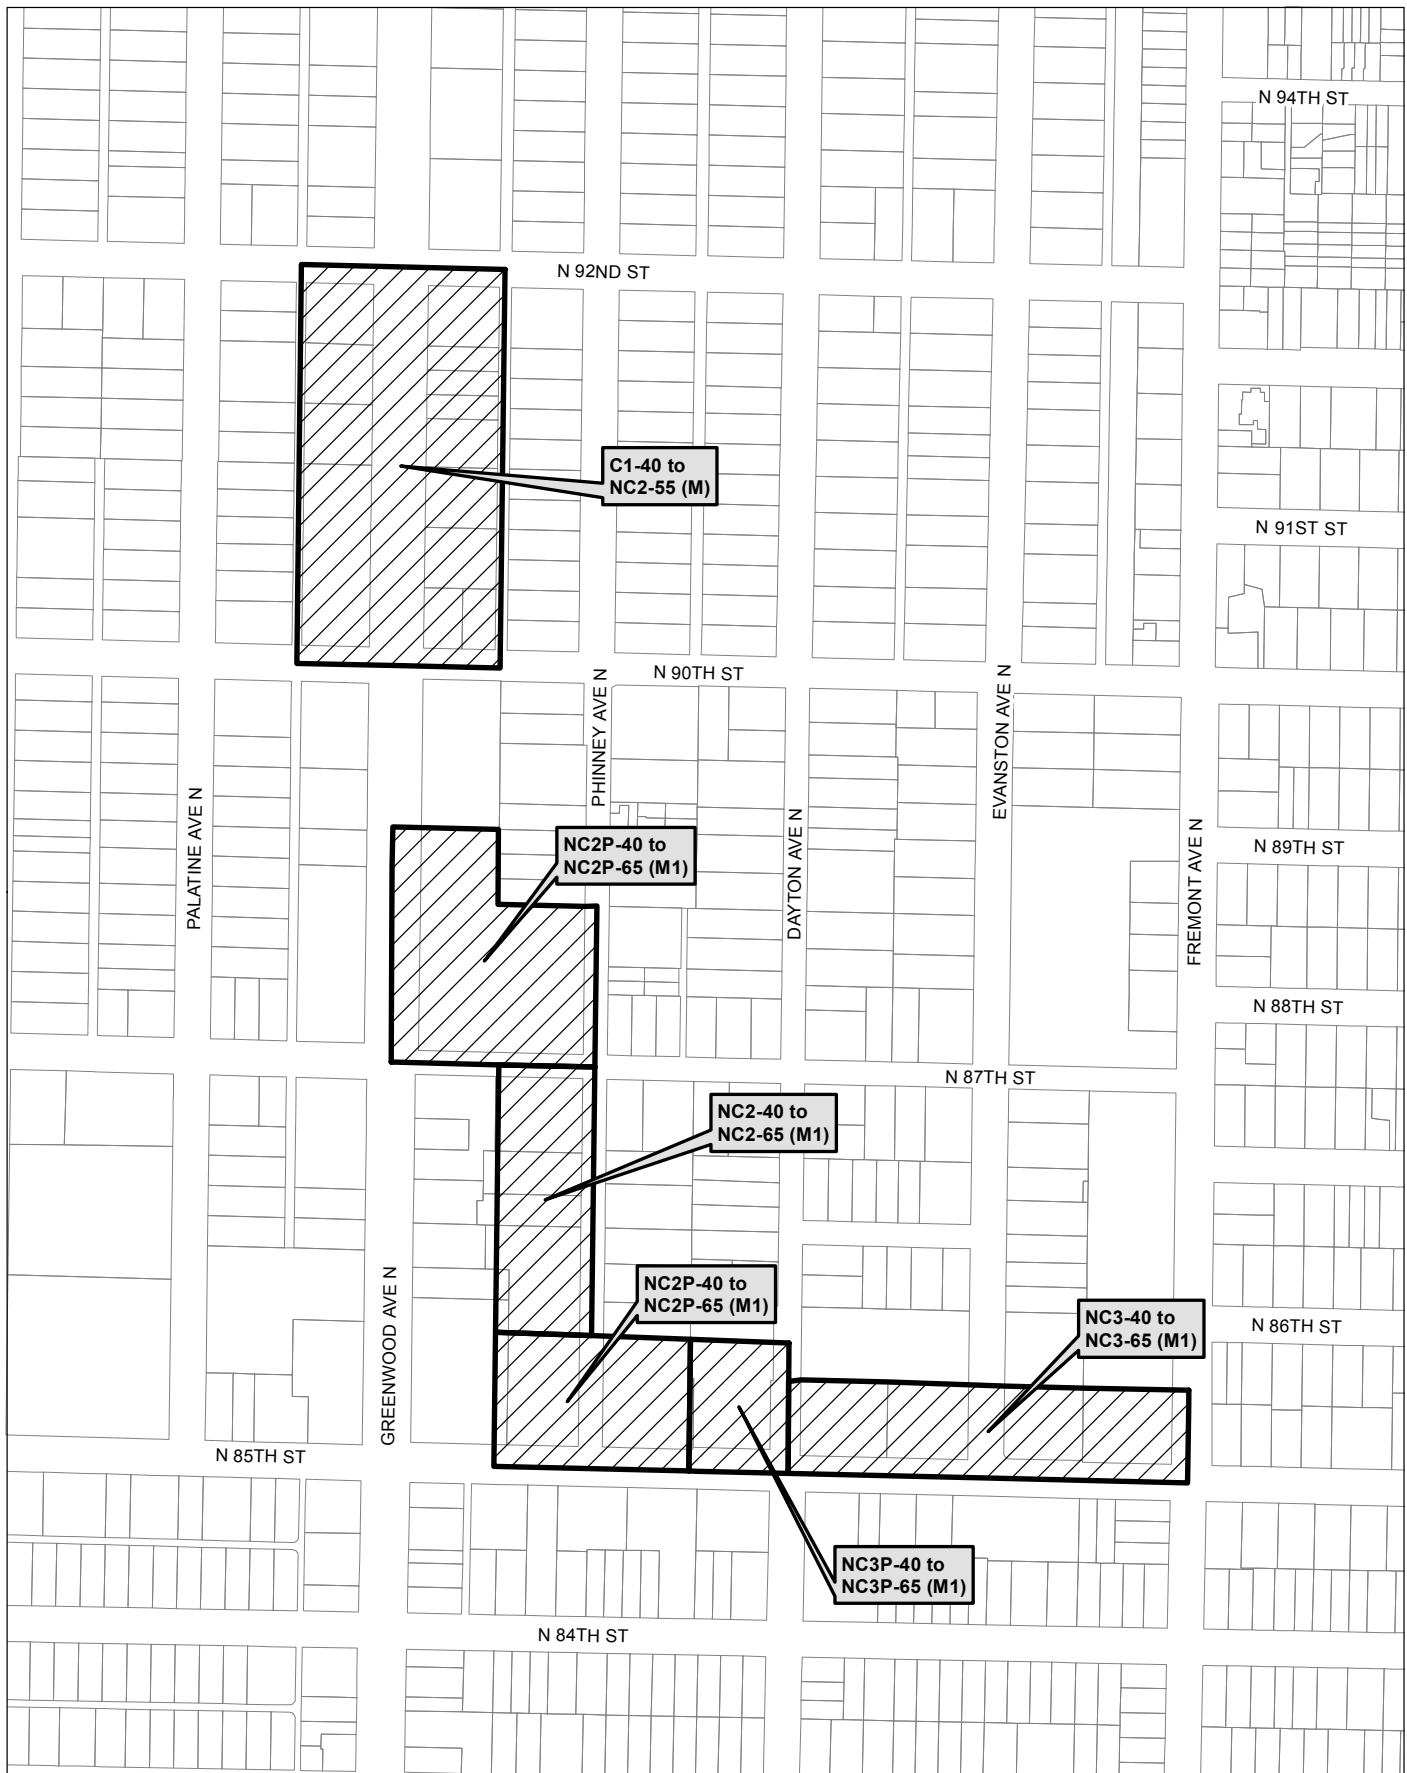 N 94TH ST
N 92ND ST
C1-40 to
NC2-55 (M)
N 91ST ST
N 90TH ST
PHINNEY AVE N
EVANSTON AVE N
PALATINE AVE N
NC2P-40 to
NC2P-65 (M1)
DAYTON AVE N
FREMONT AVE N
N 89TH ST
N 88TH ST
N 87TH ST
NC2-40 to
NC2-65 (M1)
GREENWOOD AVE N
NC2P-40 to
NC2P-65 (M1)
NC3-40 to
NC3-65 (M1)
N 86TH ST
N 85TH ST
NC3P-40 to
NC3P-65 (M1)
N 84TH ST